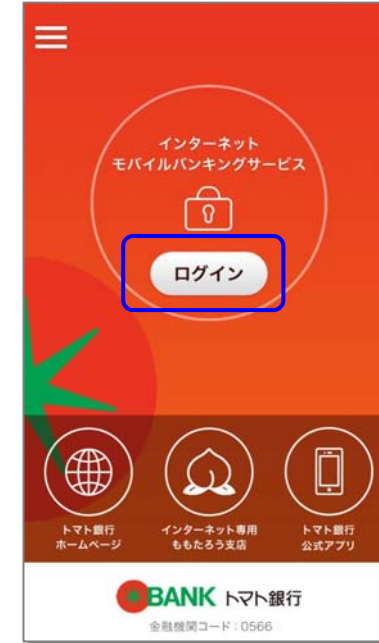 インターネット
モバイルバンキングサービス
ログイン
トマト銀行
ホームページ
インターネット専用
ももたろう支店
トマト銀行
公式アプリ
BANK トマト銀行
金融機関コード:0566